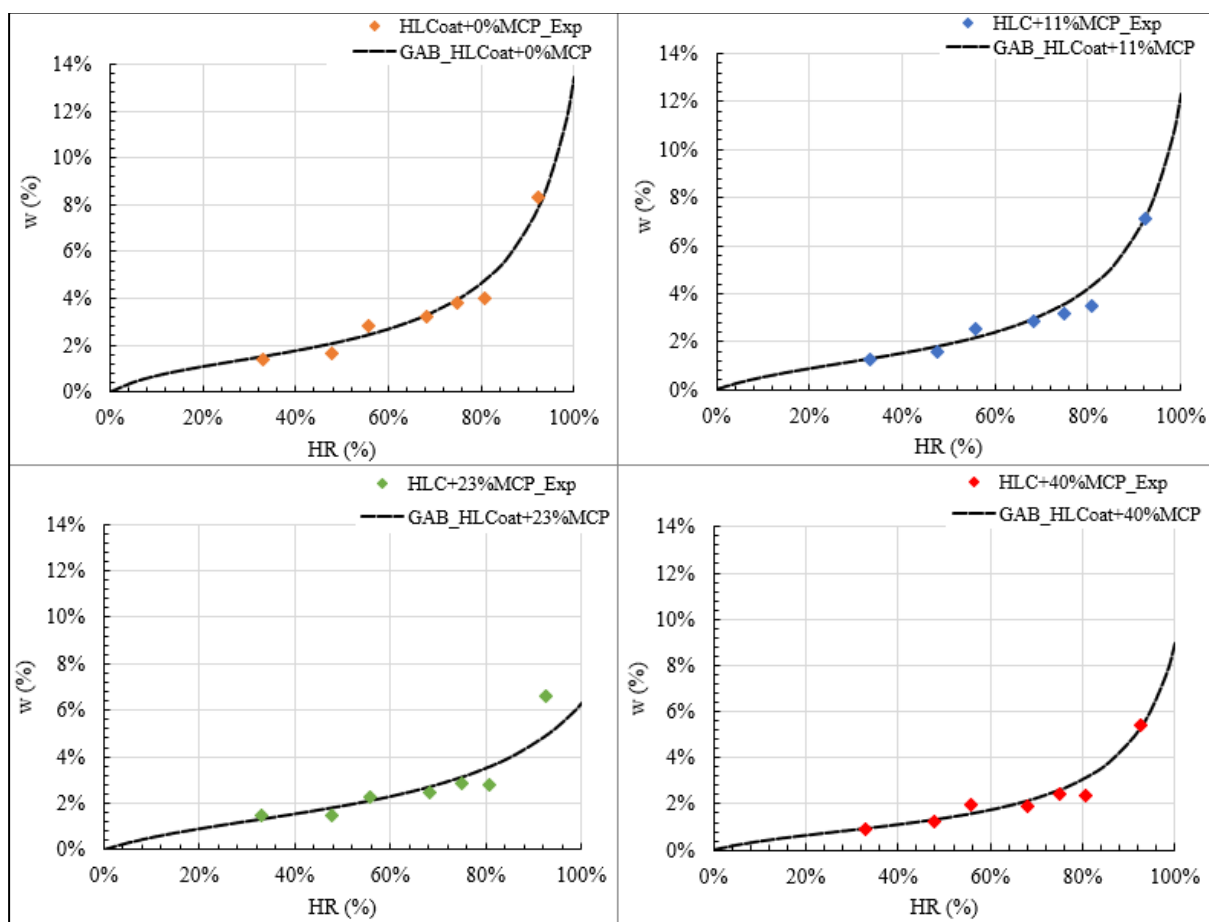 HLCoat+0%MCP_Exp
GAB_HLCoat+0%MCP
14%
12%
10%
8%
6%
4%
2%
0%
w (%)
0% 20% 40% 60% 80% 100%
HR (%)
HLC+11%MCP_Exp
GAB_HLCoat+11%MCP
14%
12%
10%
8%
6%
4%
2%
0%
w (%)
0% 20% 40% 60% 80% 100%
HR (%)
HLC+23%MCP_Exp
GAB_HLCoat+23%MCP
14%
12%
10%
8%
6%
4%
2%
0%
w (%)
0% 20% 40% 60% 80% 100%
HR (%)
HLC+40%MCP_Exp
GAB_HLCoat+40%MCP
14%
12%
10%
8%
6%
4%
2%
0%
w (%)
0% 20% 40% 60% 80% 100%
HR (%)